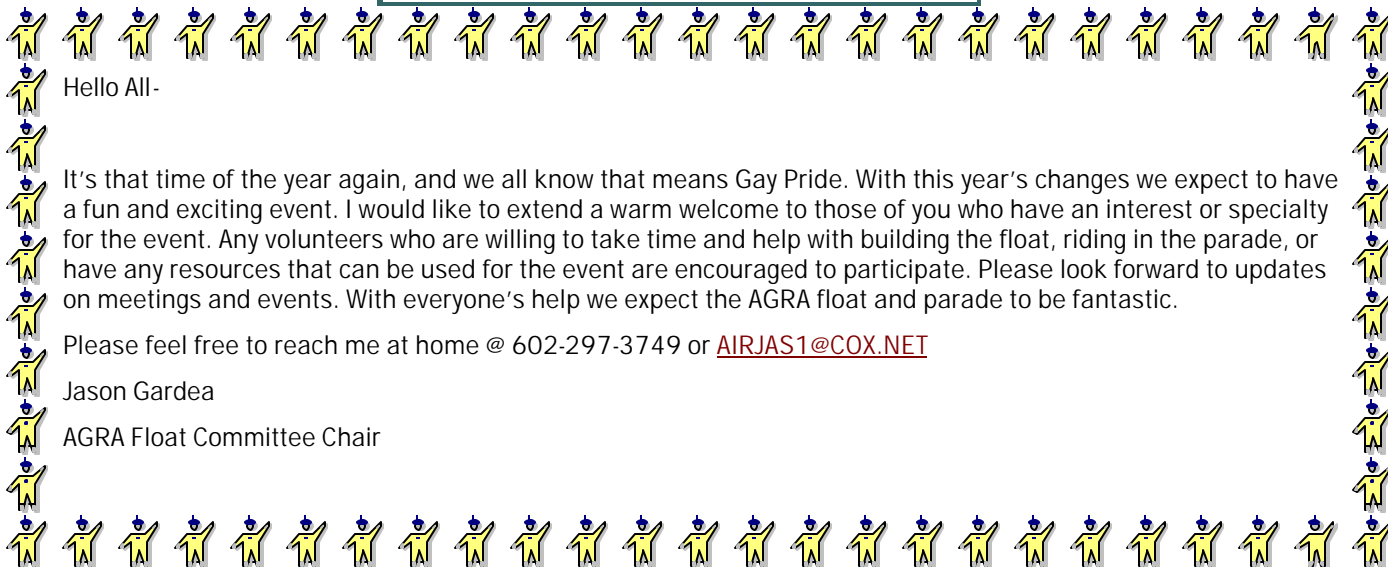 Hello All-
It's that time of the year again, and we all know that means Gay Pride. With this year's changes we expect to have
a fun and exciting event. I would like to extend a warm welcome to those of you who have an interest or specialty
for the event. Any volunteers who are willing to take time and help with building the float, riding in the parade, or
have any resources that can be used for the event are encouraged to participate. Please look forward to updates
on meetings and events. With everyone's help we expect the AGRA float and parade to be fantastic.
Please feel free to reach me at home @ 602-297-3749 or AIRJAS1@COX.NET
Jason Gardea
AGRA Float Committee Chair